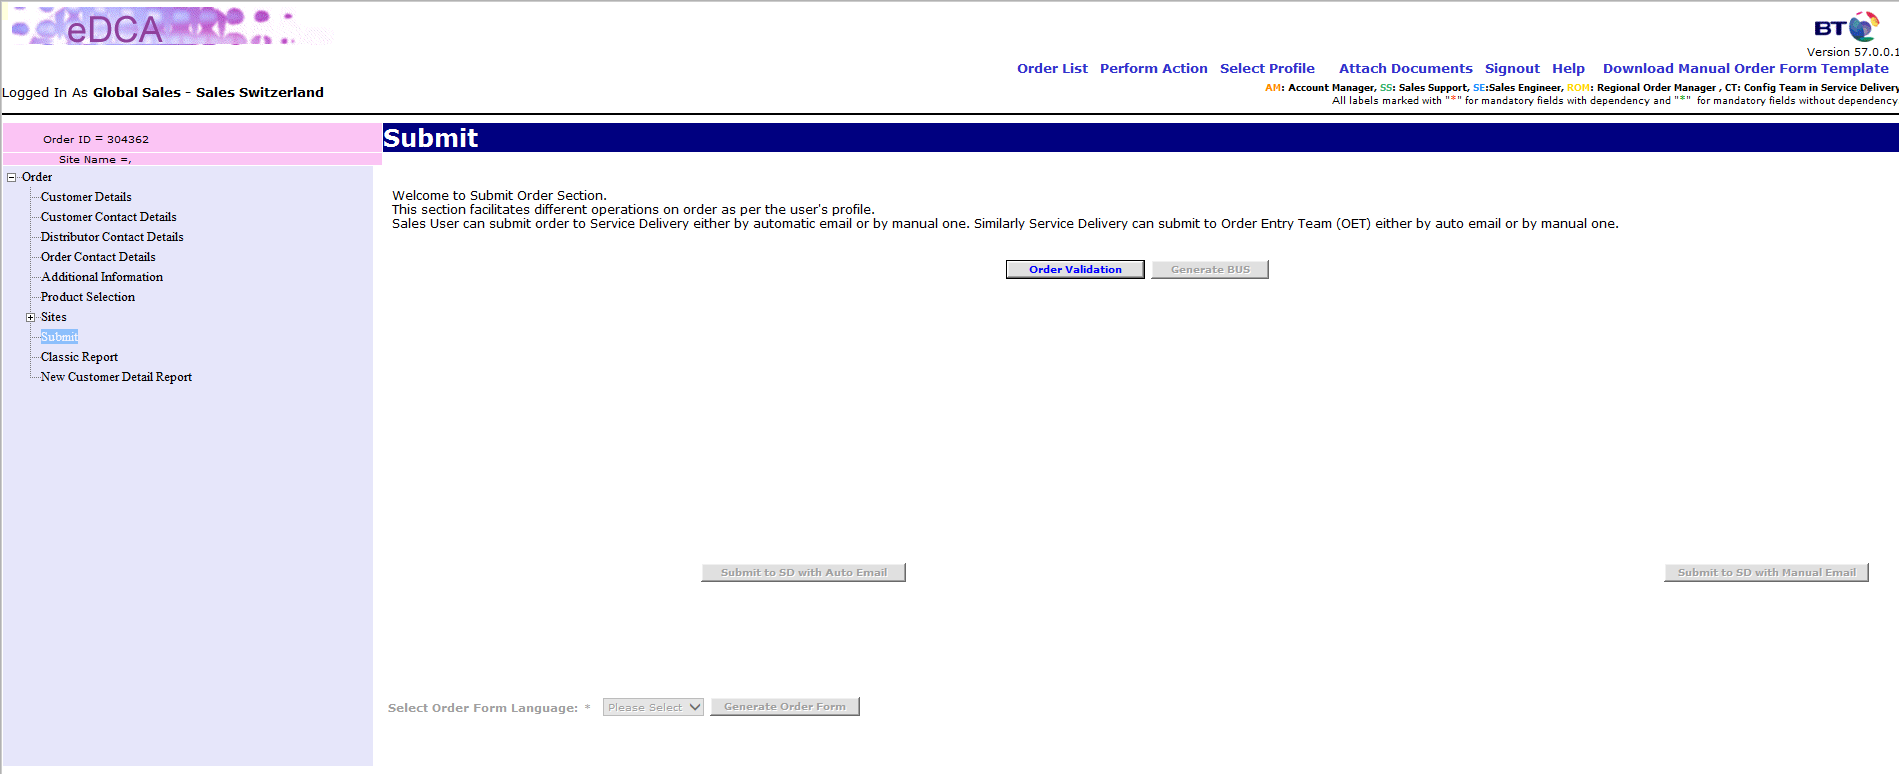 eDCA
BT
Version 57.0.0.1
Order List Perform Action Select Profile Attach Documents Signout Help Download Manual Order Form Template
Logged In As Global Sales - Sales Switzerland
AM: Account Manager, SS: Sales Support, SE:Sales Engineer, ROM: Regional Order Manager , CT: Config Team in Service Delivery
All labels marked with "*" for mandatory fields with dependency and "*" for mandatory fields without dependency
Order ID = 304362
Submit
Site Name =,
Order
Customer Details
Customer Contact Details
Distributor Contact Details
Order Contact Details
Additional Information
Product Selection
Sites
Submit
Classic Report
New Customer Detail Report
Welcome to Submit Order Section.
This section facilitates different operations on order as per the user's profile.
Sales User can submit order to Service Delivery either by automatic email or by manual one. Similarly Service Delivery can submit to Order Entry Team (OET) either by auto email or by manual one.
Order Validation Generate BUS
Submit to SD with Auto Email Submit to SD with Manual Email
Select Order Form Language: * Please Select Generate Order Form